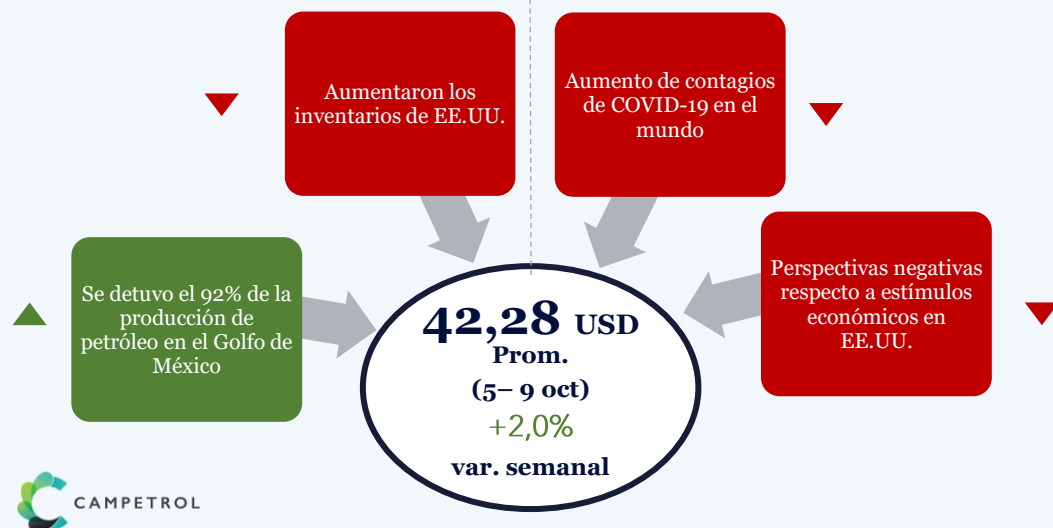 Aumentaron los
inventarios de EE.UU.
Aumento de contagios
de COVID-19 en el
mundo
Se detuvo el 92% de la
producción de
petróleo en el Golfo de
México
Perspectivas negativas
respecto a estímulos
económicos en
EE.UU.
42,28 USD
Prom.
(5– 9 oct)
+2,0%
var. semanal
CAMPETROL